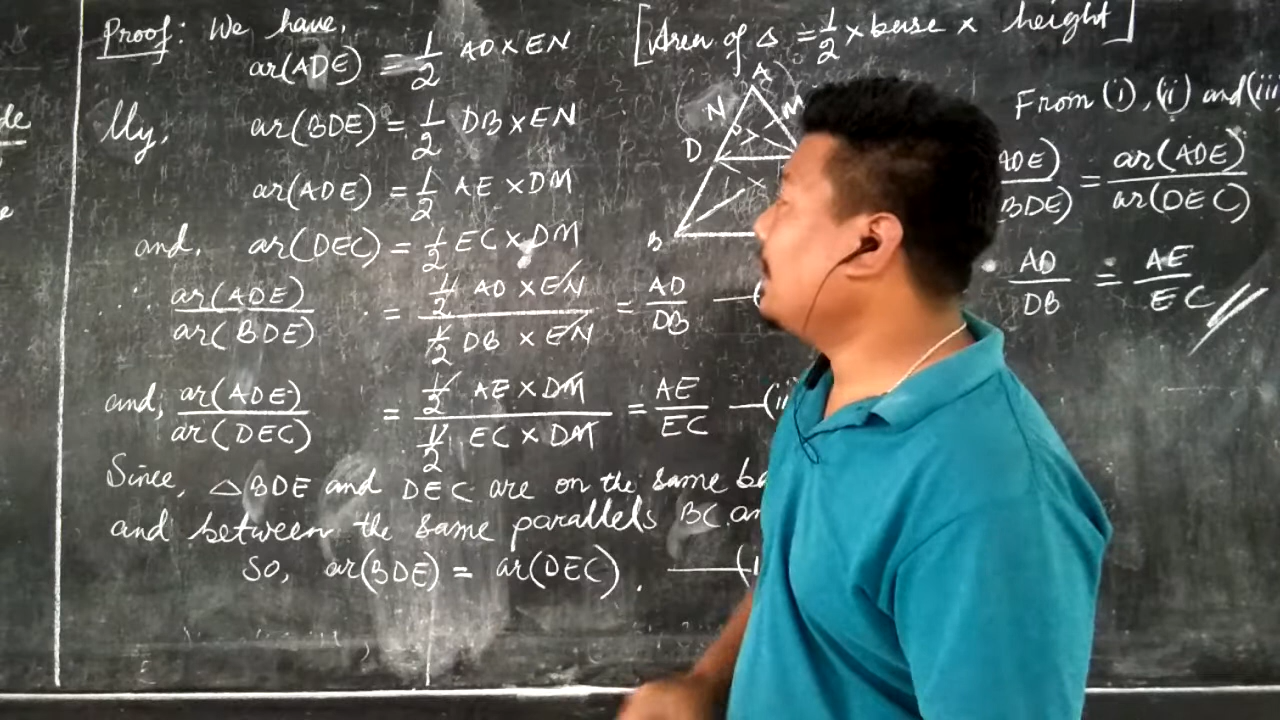 Proof: We have,
ar(ADE) = 1/2 AD × EN [Area of △ = 1/2 × base × height]
Illy, ar(BDE) = 1/2 DB × EN
ar(ADE) = 1/2 AE × DM
and, ar(DEC) = 1/2 EC × DM
∴ ar(ADE)/ar(BDE) = 1/2 AD × EN / 1/2 DB × EN = AD/DB —(
and, ar(ADE)/ar(DEC) = 1/2 AE × DM / 1/2 EC × DM = AE/EC —(ii
Since, △BDE and DEC are on the same
and between the same parallels BC
So, ar(BDE) = ar(DEC). —(
A
N M
D
B
From (i), (ii) and (iii
ADE)/BDE) = ar(ADE)/ar(DEC)
AD/DB = AE/EC